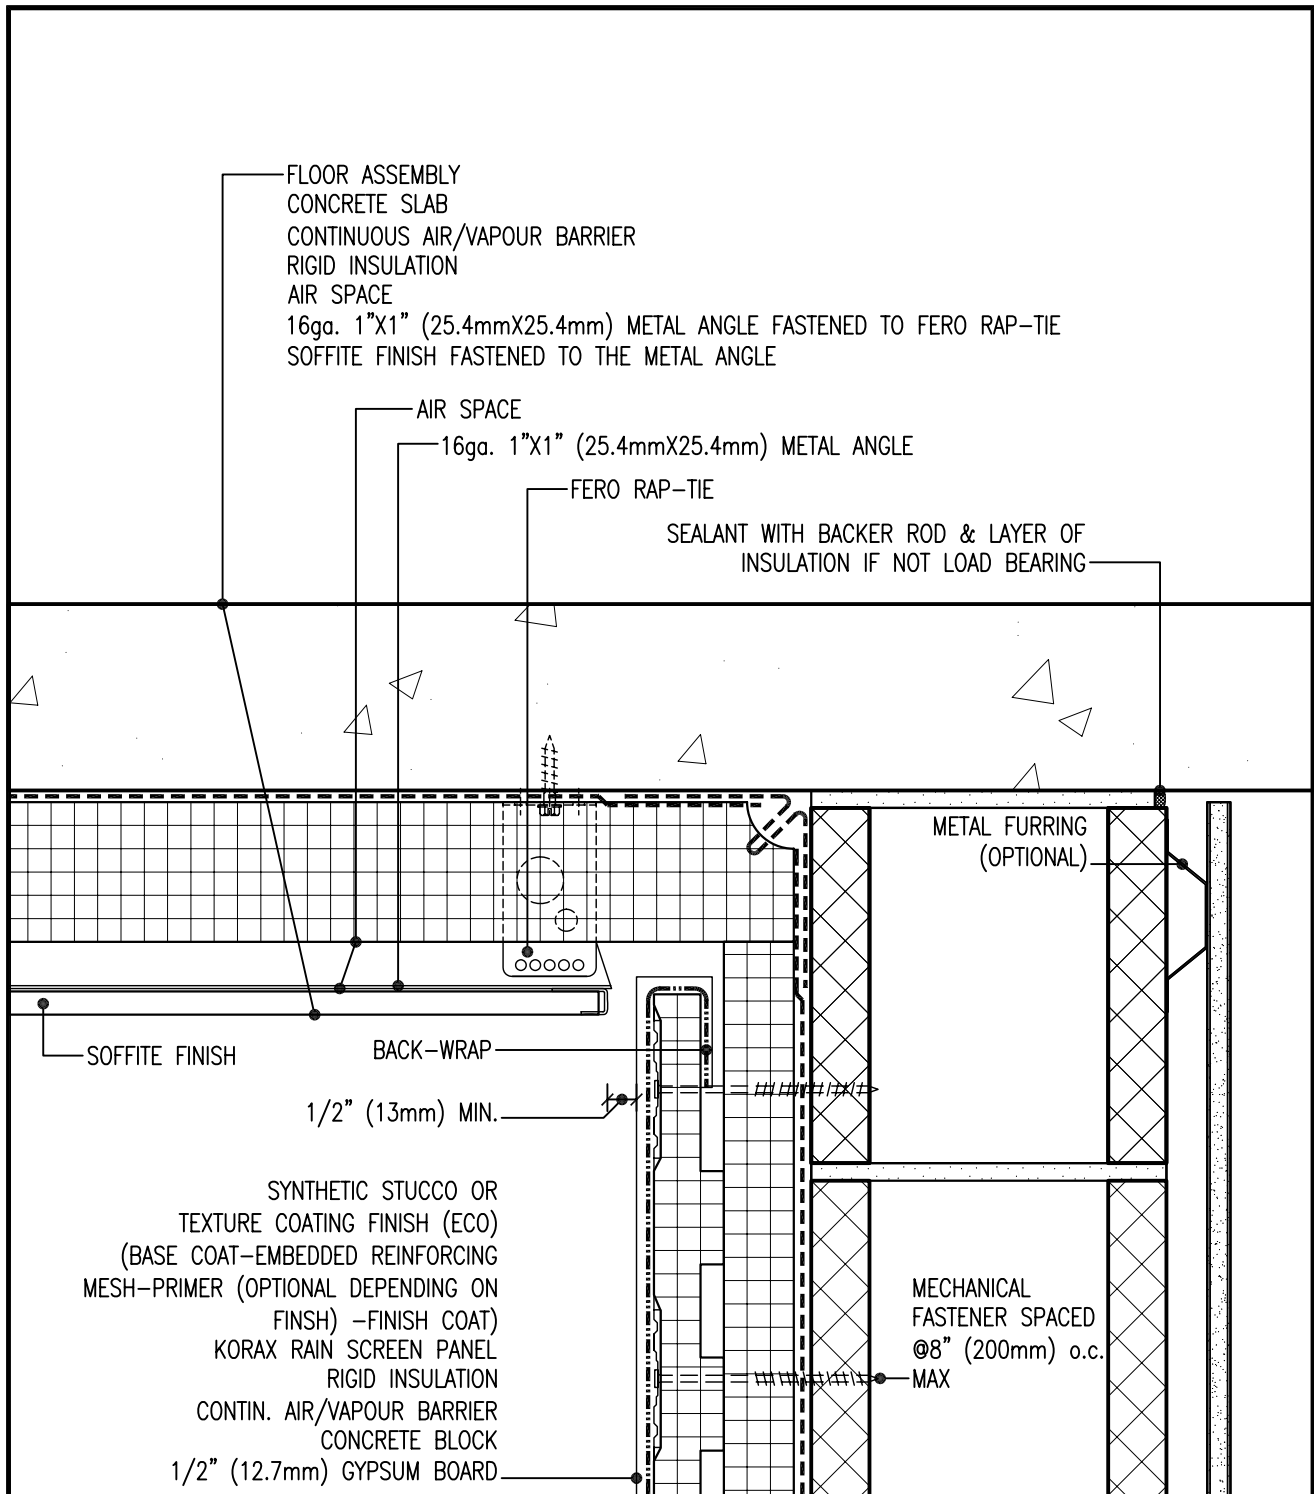 FLOOR ASSEMBLY
CONCRETE SLAB
CONTINUOUS AIR/VAPOUR BARRIER
RIGID INSULATION
AIR SPACE
16ga. 1"X1" (25.4mmX25.4mm) METAL ANGLE FASTENED TO FERO RAP-TIE
SOFFITE FINISH FASTENED TO THE METAL ANGLE
AIR SPACE
16ga. 1"X1" (25.4mmX25.4mm) METAL ANGLE
FERO RAP-TIE
SEALANT WITH BACKER ROD & LAYER OF
INSULATION IF NOT LOAD BEARING
METAL FURRING
(OPTIONAL)
SOFFITE FINISH
BACK-WRAP
1/2" (13mm) MIN.
SYNTHETIC STUCCO OR
TEXTURE COATING FINISH (ECO)
(BASE COAT-EMBEDDED REINFORCING
MESH-PRIMER (OPTIONAL DEPENDING ON
FINSH) -FINISH COAT)
KORAX RAIN SCREEN PANEL
RIGID INSULATION
CONTIN. AIR/VAPOUR BARRIER
CONCRETE BLOCK
1/2" (12.7mm) GYPSUM BOARD
MECHANICAL
FASTENER SPACED
@8" (200mm) o.c.
MAX